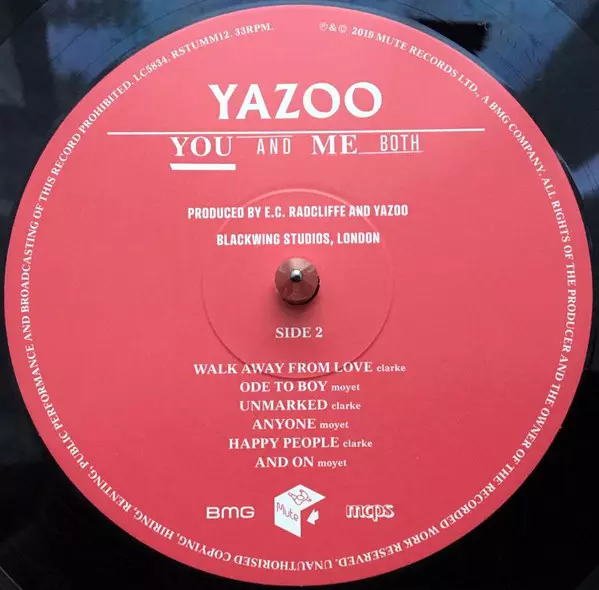 ℗ & © 2019 MUTE RECORDS LTD., A BMG COMPANY. ALL RIGHTS OF THE PRODUCER AND THE OWNER OF THE RECORDED WORK RESERVED. UNAUTHORISED COPYING, HIRING, RENTING, PUBLIC PERFORMANCE AND BROADCASTING OF THIS RECORD PROHIBITED. LC5834. RSTUMM12. 33RPM.
YAZOO
YOU AND ME BOTH
PRODUCED BY E.C. RADCLIFFE AND YAZOO
BLACKWING STUDIOS, LONDON
SIDE 2
WALK AWAY FROM LOVE clarke
ODE TO BOY moyet
UNMARKED clarke
ANYONE moyet
HAPPY PEOPLE clarke
AND ON moyet
BMG Mute mcps